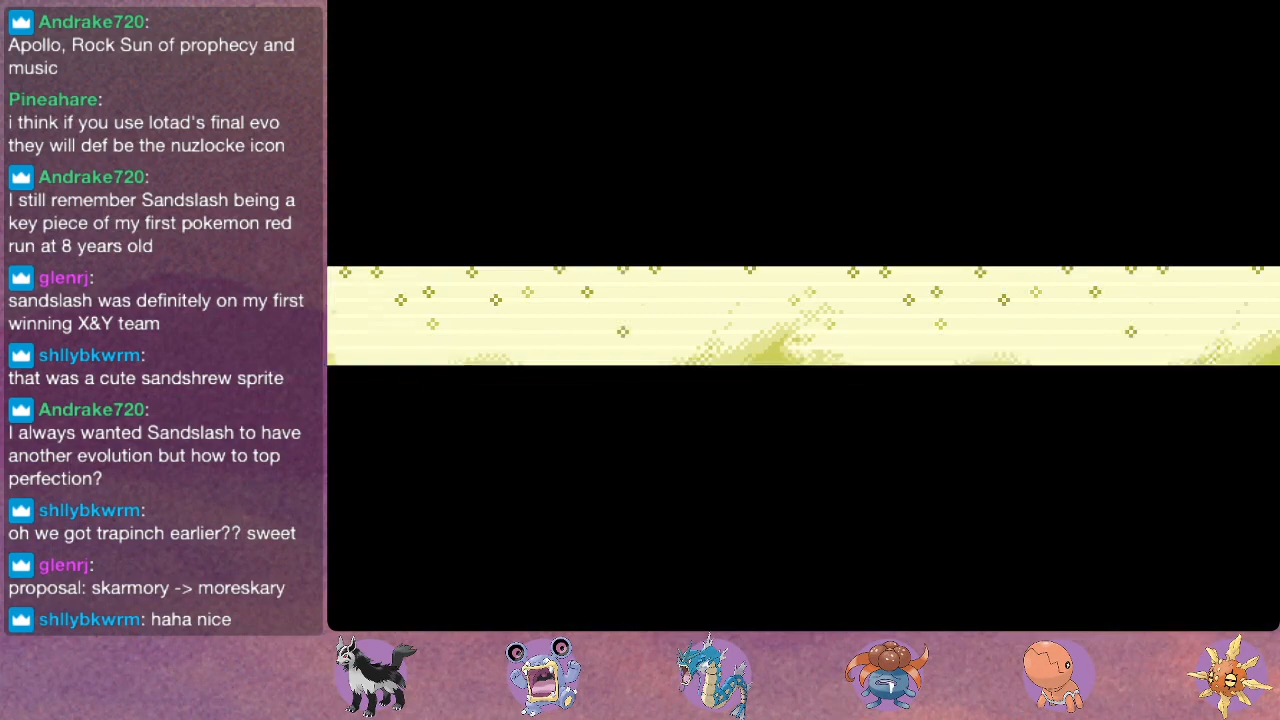 Andrake720:
Apollo, Rock Sun of prophecy and
music
Pineahare:
i think if you use lotad's final evo
they will def be the nuzlocke icon
Andrake720:
I still remember Sandslash being a
key piece of my first pokemon red
run at 8 years old
glenrj:
sandslash was definitely on my first
winning X&Y team
shllybkwrm:
that was a cute sandshrew sprite
Andrake720:
I always wanted Sandslash to have
another evolution but how to top
perfection?
shllybkwrm:
oh we got trapinch earlier?? sweet
glenrj:
proposal: skarmory -> moreskary
shllybkwrm: haha nice